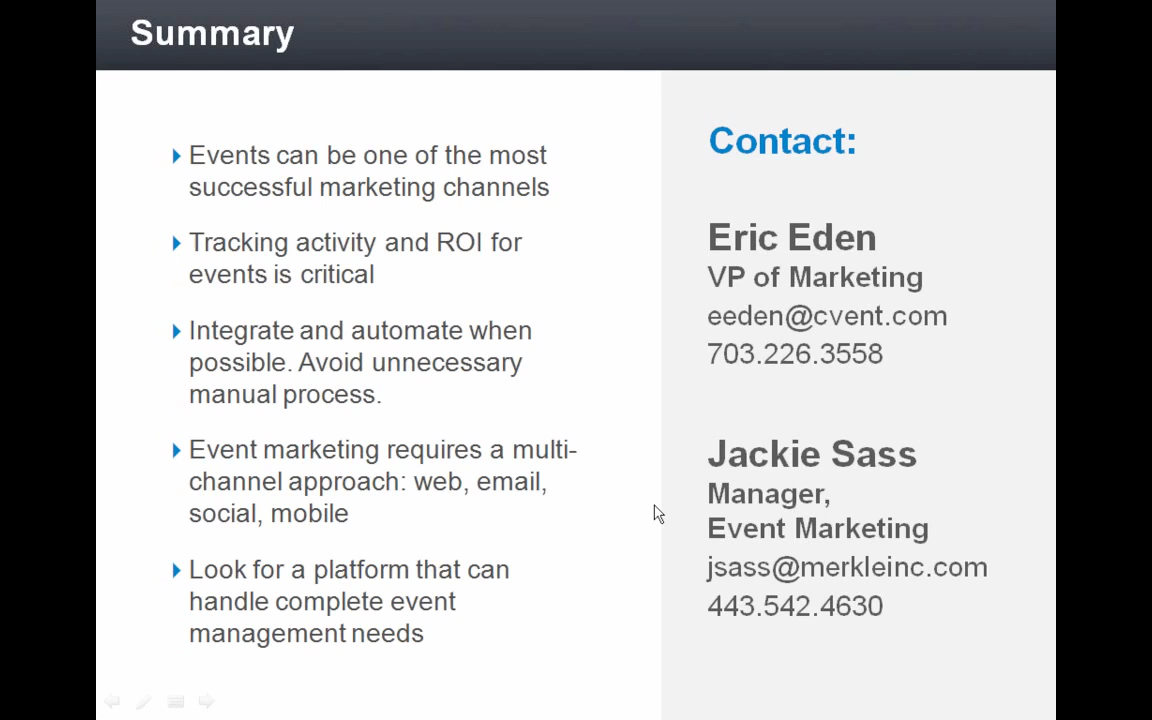 Summary
Events can be one of the most
successful marketing channels
Tracking activity and ROI for
events is critical
Integrate and automate when
possible. Avoid unnecessary
manual process.
Event marketing requires a multi-
channel approach: web, email,
social, mobile
Look for a platform that can
handle complete event
management needs
Contact:
Eric Eden
VP of Marketing
eeden@cvent.com
703.226.3558
Jackie Sass
Manager,
Event Marketing
jsass@merkleinc.com
443.542.4630